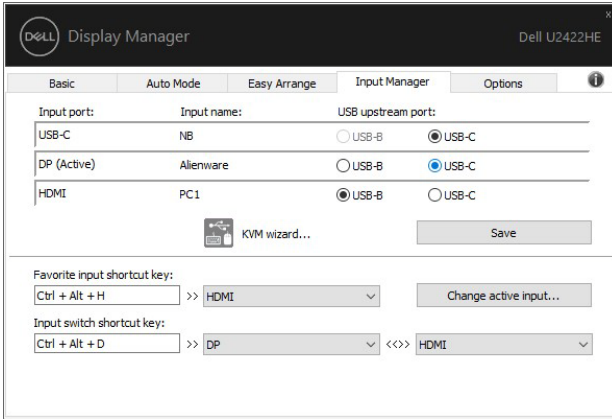 x
DELL Display Manager Dell U2422HE
Basic Auto Mode Easy Arrange Input Manager Options i
Input port: Input name: USB upstream port:
USB-C NB USB-B USB-C
DP (Active) Alienware USB-B USB-C
HDMI PC1 USB-B USB-C
KVM wizard... Save
Favorite input shortcut key:
Ctrl + Alt + H >> HDMI Change active input...
Input switch shortcut key:
Ctrl + Alt + D >> DP <<>> HDMI